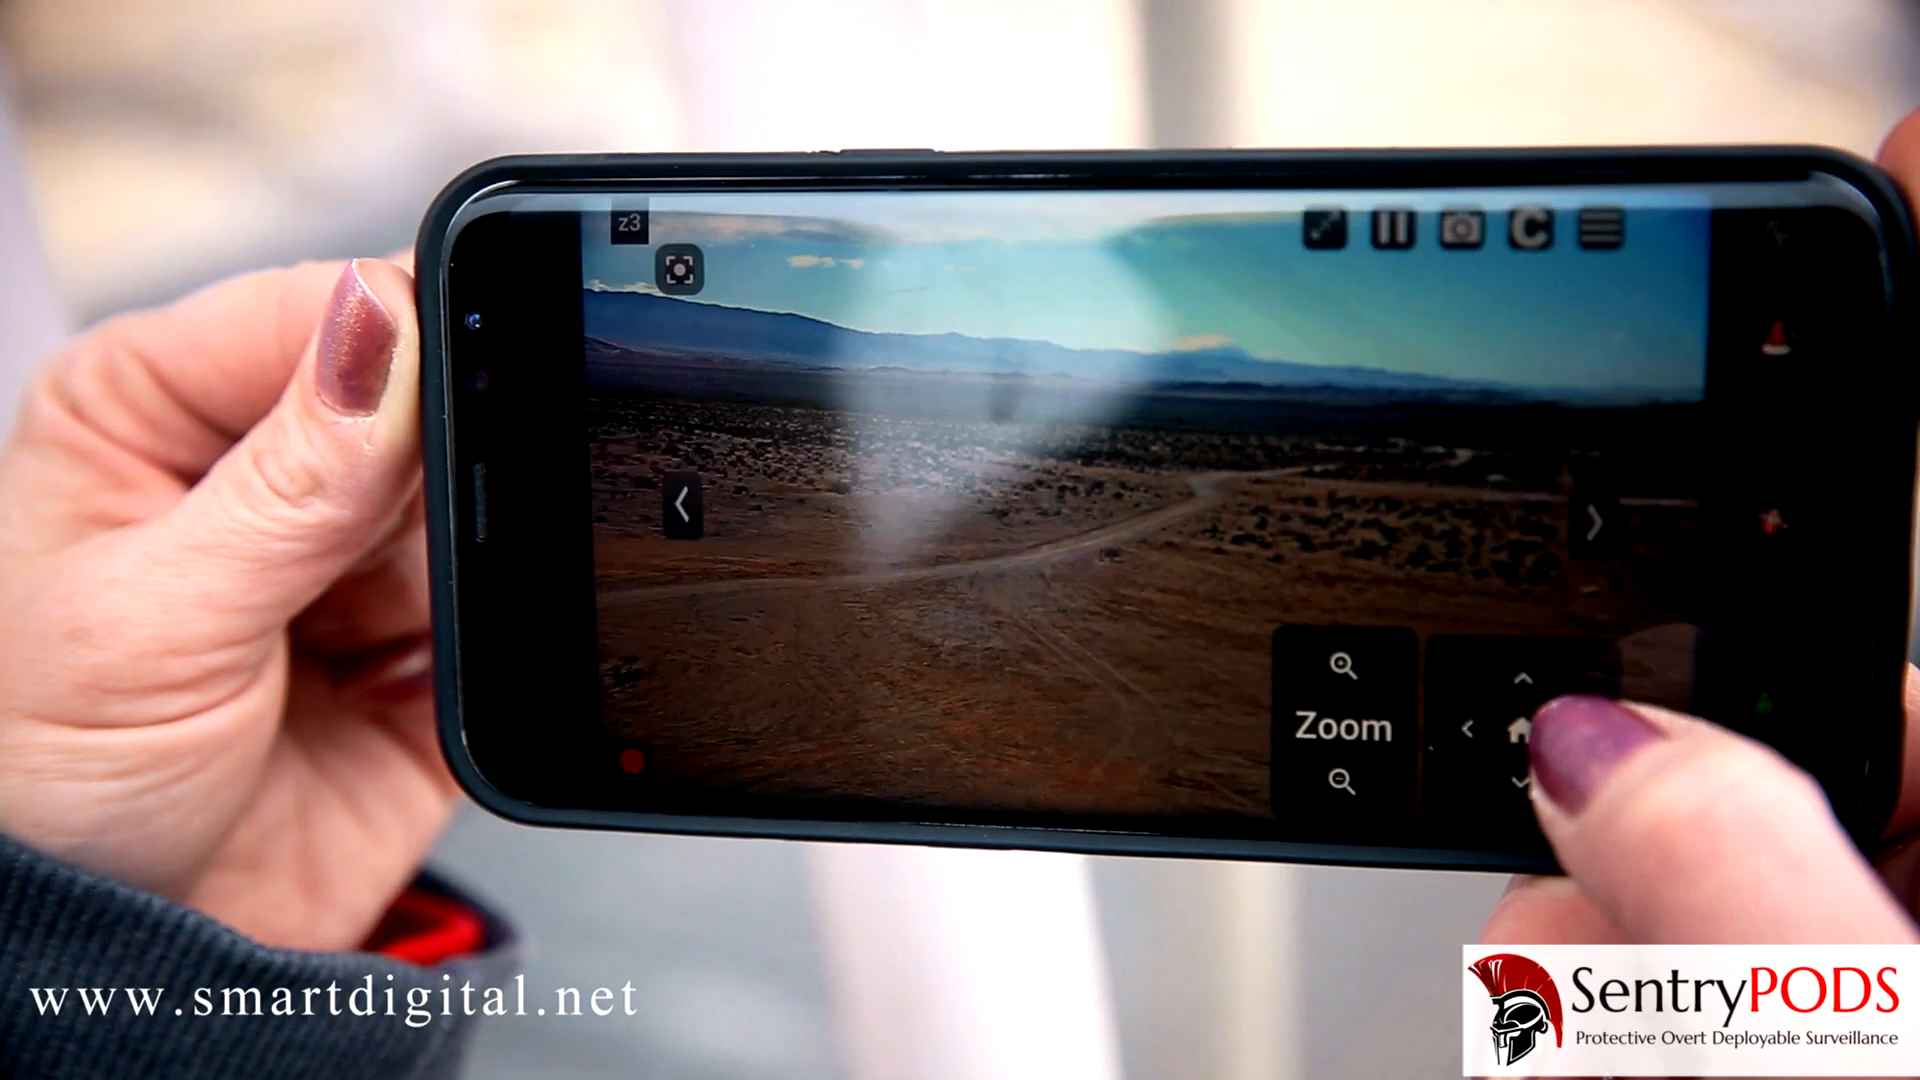 z3
Zoom
www.smartdigital.net
SentryPODS
Protective Overt Deployable Surveillance